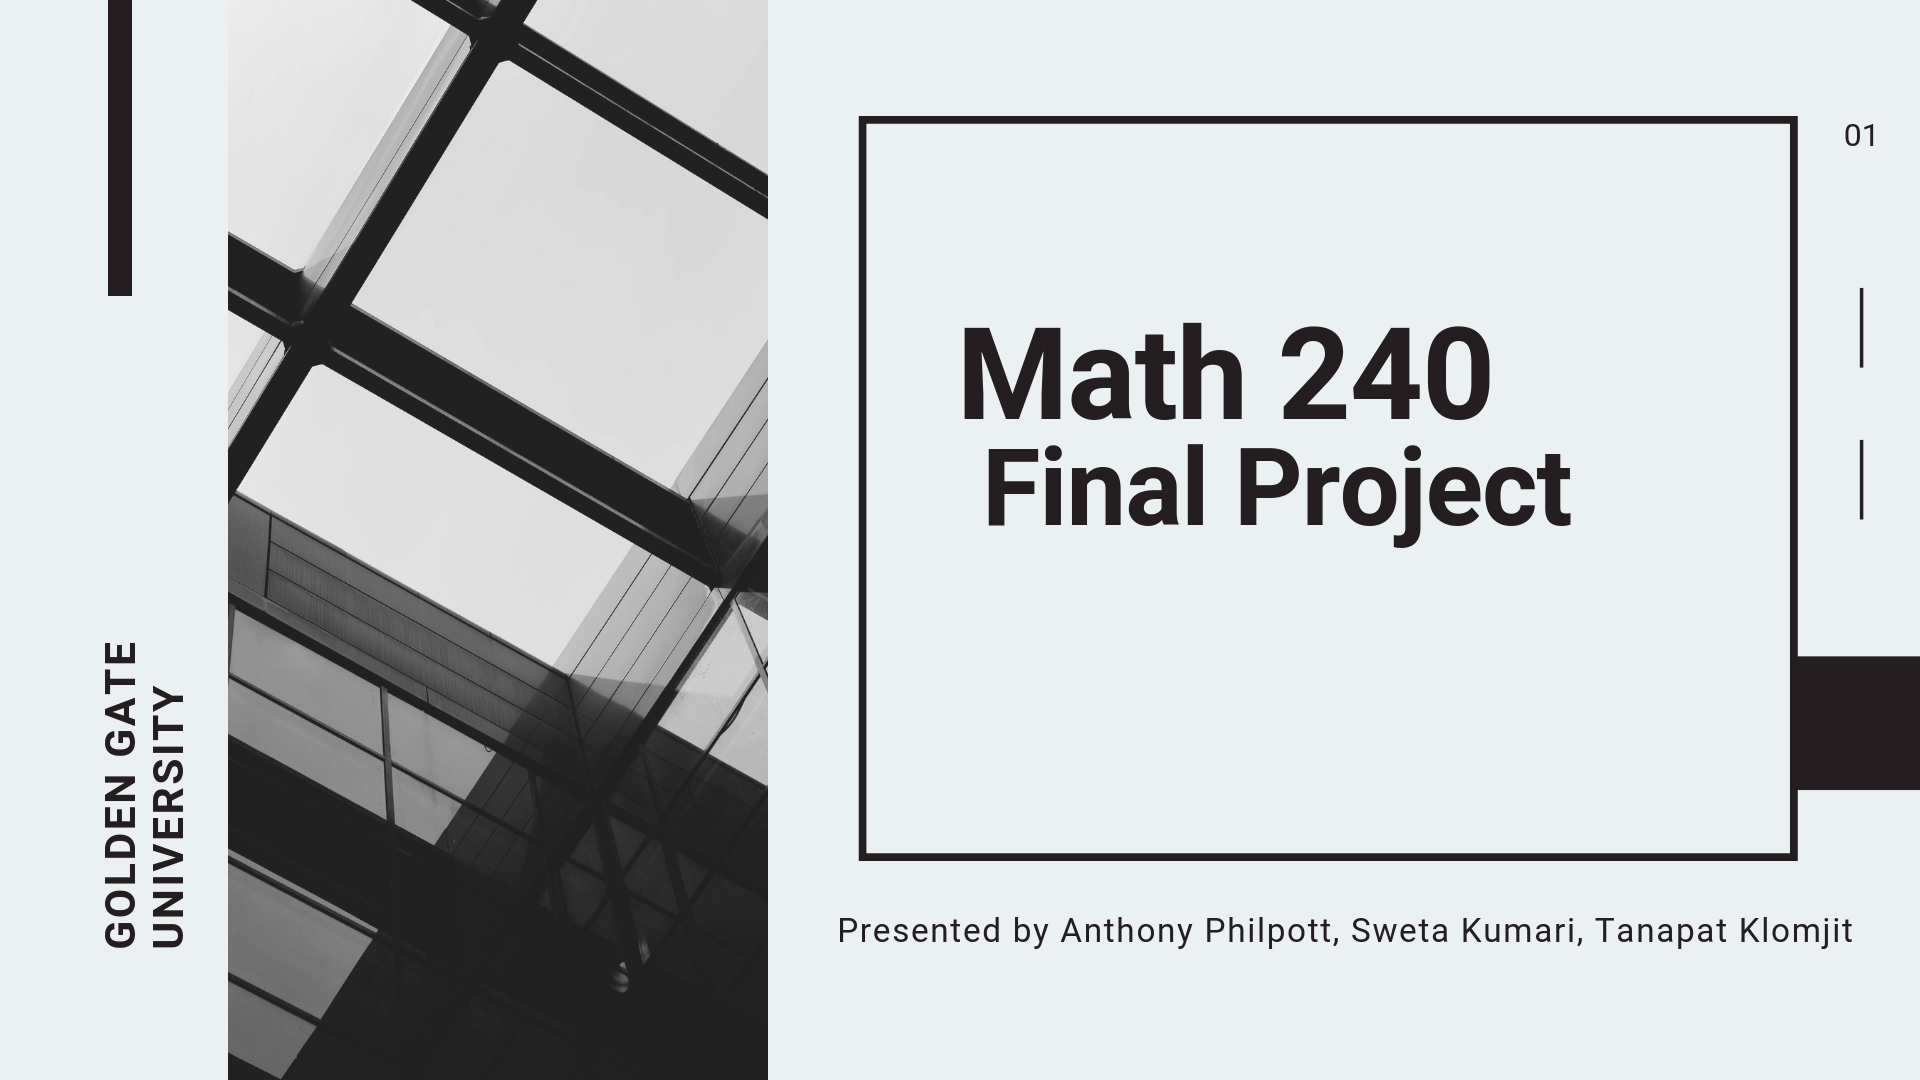 GOLDEN GATE
UNIVERSITY
01
Math 240
Final Project
Presented by Anthony Philpott, Sweta Kumari, Tanapat Klomjit